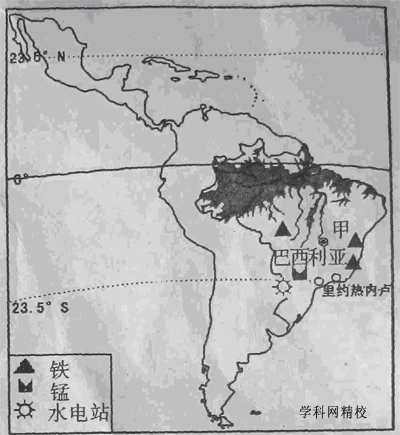 23.5° N
0°
甲
巴西利亚
里约热内卢
23.5° S
铁
锰
水电站
学科网精校